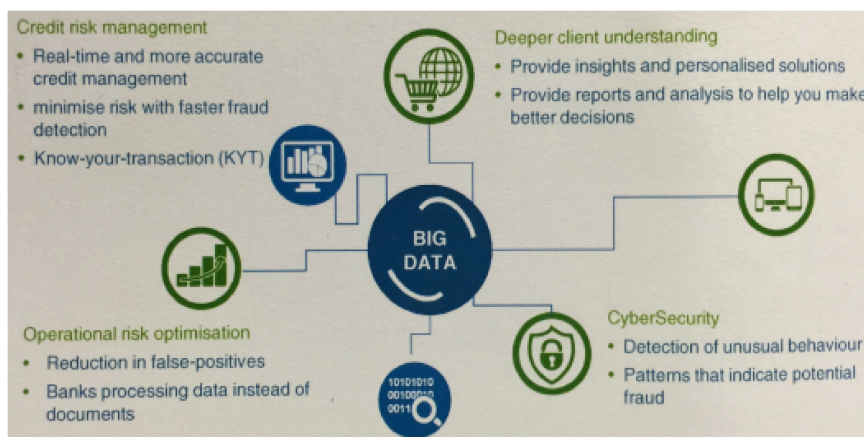 Credit risk management
• Real-time and more accurate
credit management
• minimise risk with faster fraud
detection
• Know-your-transaction (KYT)
Deeper client understanding
• Provide insights and personalised solutions
• Provide reports and analysis to help you make
better decisions
BIG
DATA
Operational risk optimisation
• Reduction in false-positives
• Banks processing data instead of
documents
10101010
00100010
0011
CyberSecurity
• Detection of unusual behaviour
• Patterns that indicate potential
fraud